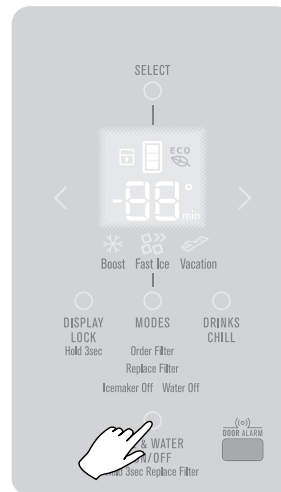 SELECT
ECO
-88° min
Boost Fast Ice Vacation
DISPLAY LOCK
Hold 3sec
MODES
DRINKS CHILL
Order Filter
Replace Filter
Icemaker Off Water Off
& WATER
/OFF
3sec Replace Filter
DOOR ALARM